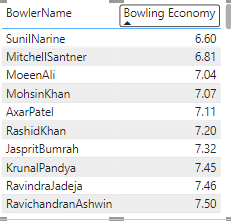 BowlerName Bowling Economy
SunilNarine 6.60
MitchellSantner 6.81
MoeenAli 7.04
MohsinKhan 7.07
AxarPatel 7.11
RashidKhan 7.20
JaspritBumrah 7.32
KrunalPandya 7.45
RavindraJadeja 7.46
RavichandranAshwin 7.50